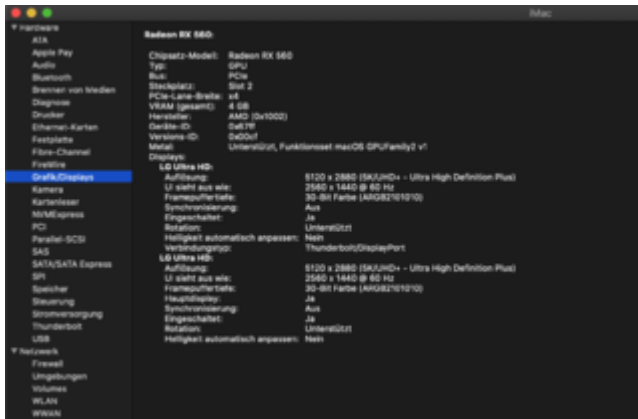 iMac
Hardware
ATA
Apple Pay
Audio
Bluetooth
Brennen von Medien
Diagnose
Drucker
Ethernet-Karten
Festplatte
Fibre-Channel
FireWire
Grafik/Displays
Kamera
Kartenleser
NVMExpress
PCI
Parallel-SCSI
SAS
SATA/SATA Express
SPI
Speicher
Steuerung
Stromversorgung
Thunderbolt
USB
Netzwerk
Firewall
Umgebungen
Volumes
WLAN
WWAN
Radeon RX 560:
Chipsatz-Modell: Radeon RX 560
Typ: GPU
Bus: PCIe
Steckplatz: Slot 2
PCIe-Lane-Breite: x4
VRAM (gesamt): 4 GB
Hersteller: AMD (0x1002)
Geräte-ID: 0x67ff
Versions-ID: 0x00cf
Metal: Unterstützt, Funktionsset macOS GPUFamily2 v1
Displays:
LG Ultra HD:
Auflösung: 5120 x 2880 (5K/UHD+ - Ultra High Definition Plus)
UI sieht aus wie: 2560 x 1440 @ 60 Hz
Framepuffertiefe: 30-Bit Farbe (ARGB2101010)
Synchronisierung: Aus
Eingeschaltet: Ja
Rotation: Unterstützt
Helligkeit automatisch anpassen: Nein
Verbindungstyp: Thunderbolt/DisplayPort
LG Ultra HD:
Auflösung: 5120 x 2880 (5K/UHD+ - Ultra High Definition Plus)
UI sieht aus wie: 2560 x 1440 @ 60 Hz
Framepuffertiefe: 30-Bit Farbe (ARGB2101010)
Hauptdisplay: Ja
Synchronisierung: Aus
Eingeschaltet: Ja
Rotation: Unterstützt
Helligkeit automatisch anpassen: Nein